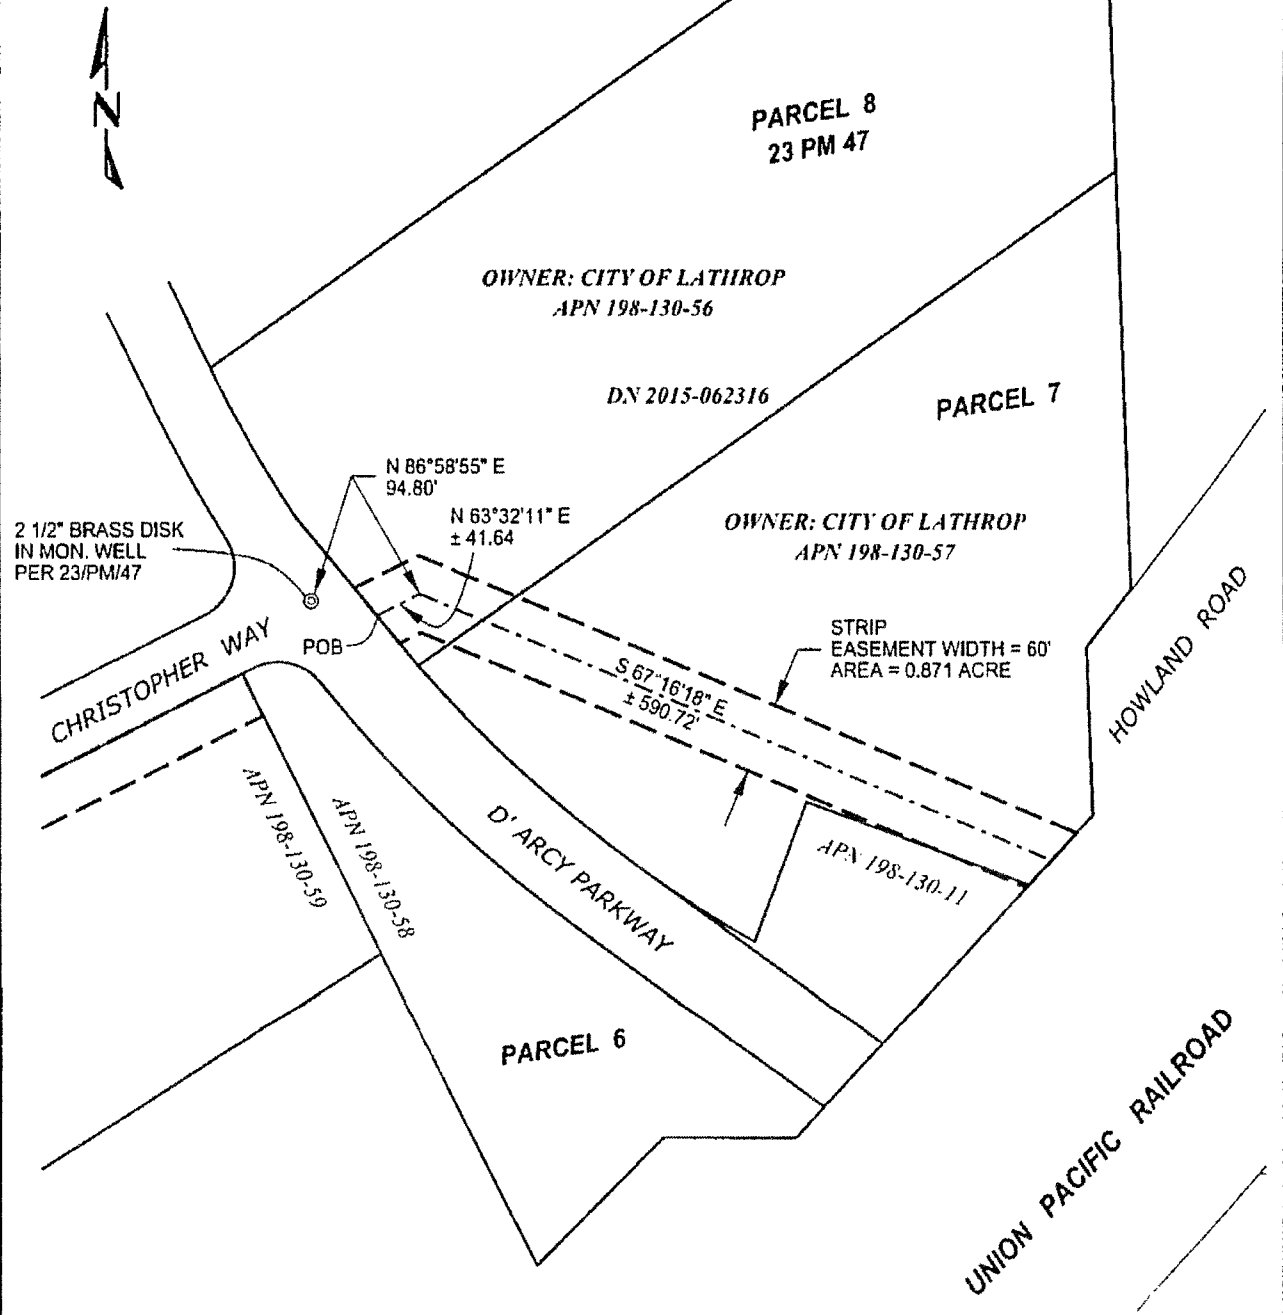 N
PARCEL 8
23 PM 47
OWNER: CITY OF LATHROP
APN 198-130-56
DN 2015-062316
PARCEL 7
N 86°58'55" E
94.80'
N 63°32'11" E
± 41.64
2 1/2" BRASS DISK
IN MON. WELL
PER 23/PM/47
OWNER: CITY OF LATHROP
APN 198-130-57
STRIP
EASEMENT WIDTH = 60'
AREA = 0.871 ACRE
HOWLAND ROAD
POB
CHRISTOPHER WAY
S 67°16'18" E
± 590.72'
APN 198-130-59
APN 198-130-58
D' ARCY PARKWAY
APN 198-130-11
PARCEL 6
UNION PACIFIC RAILROAD